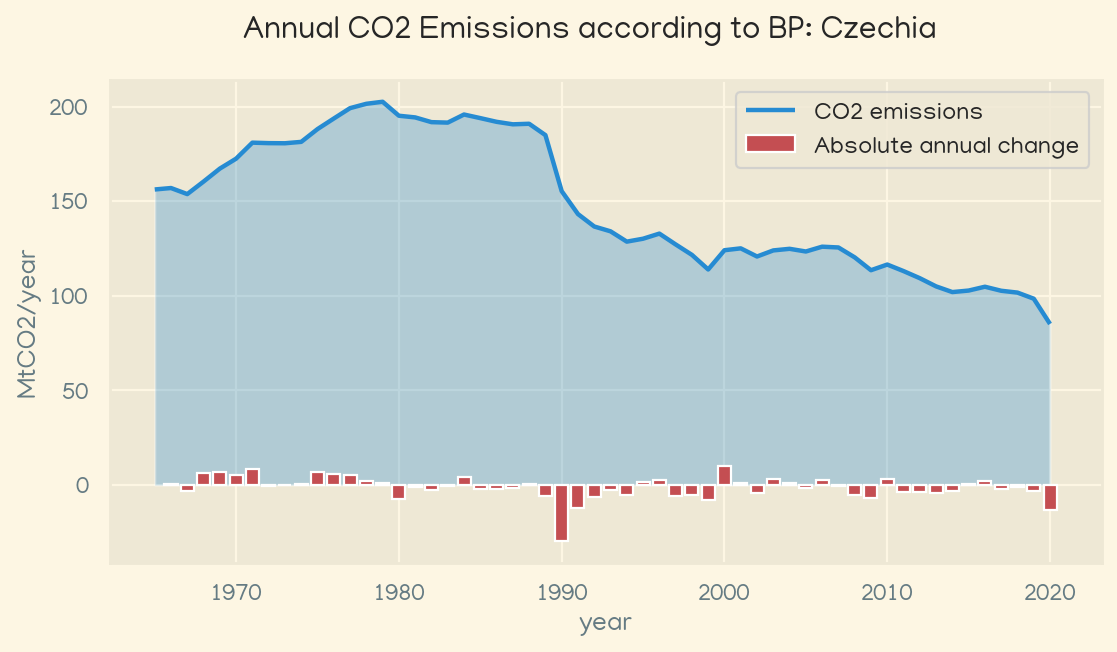 Annual CO2 Emissions according to BP: Czechia
CO2 emissions
Absolute annual change
MtCO2/year
200
150
100
50
0
1970 1980 1990 2000 2010 2020
year